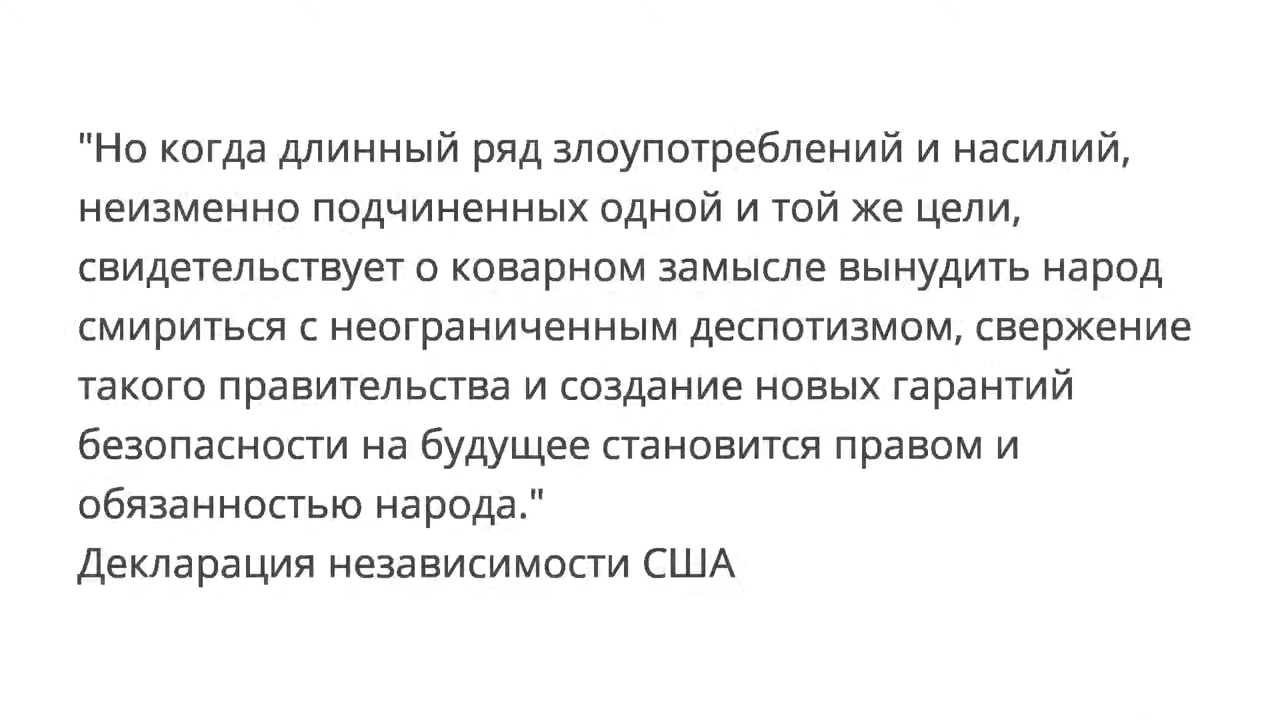 "Но когда длинный ряд злоупотреблений и насилий,
неизменно подчиненных одной и той же цели,
свидетельствует о коварном замысле вынудить народ
смириться с неограниченным деспотизмом, свержение
такого правительства и создание новых гарантий
безопасности на будущее становится правом и
обязанностью народа."
Декларация независимости США